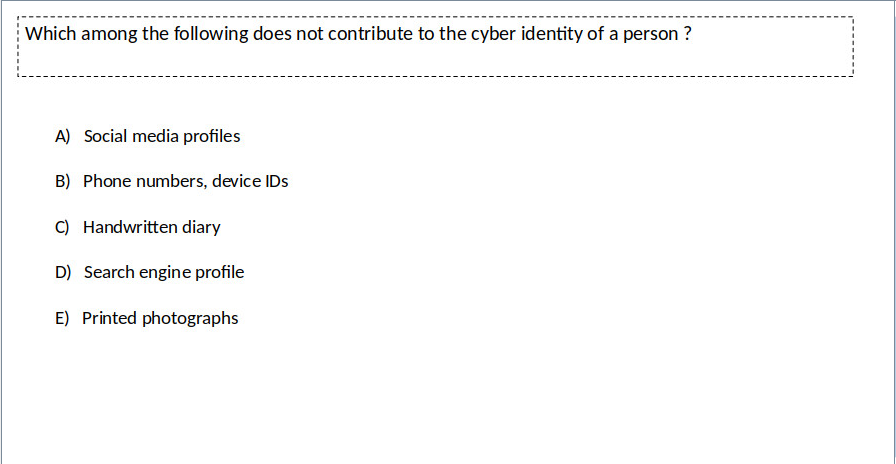 Which among the following does not contribute to the cyber identity of a person ?
A) Social media profiles
B) Phone numbers, device IDs
C) Handwritten diary
D) Search engine profile
E) Printed photographs